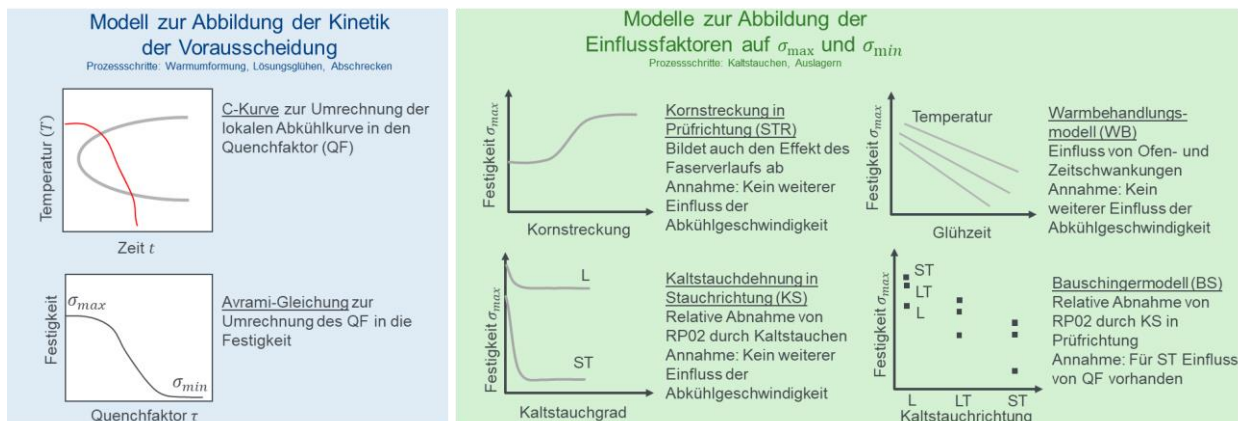 Modell zur Abbildung der Kinetik
der Vorausscheidung
Prozessschritte: Warmumformung, Lösungsglühen, Abschrecken
Temperatur (T)
Zeit t
C-Kurve zur Umrechnung der
lokalen Abkühlkurve in den
Quenchfaktor (QF)
Festigkeit
σmax
σmin
Quenchfaktor τ
Avrami-Gleichung zur
Umrechnung des QF in die
Festigkeit
Modelle zur Abbildung der
Einflussfaktoren auf σmax und σmin
Prozessschritte: Kaltstauchen, Auslagern
Festigkeit σmax
Kornstreckung
Kornstreckung in
Prüfrichtung (STR)
Bildet auch den Effekt des
Faserverlaufs ab
Annahme: Kein weiterer
Einfluss der
Abkühlgeschwindigkeit
Festigkeit σmax
Temperatur
Glühzeit
Warmbehandlungs-
modell (WB)
Einfluss von Ofen- und
Zeitschwankungen
Annahme: Kein
weiterer Einfluss der
Abkühlgeschwindigkeit
Festigkeit σmax
L
ST
Kaltstauchgrad
Kaltstauchdehnung in
Stauchrichtung (KS)
Relative Abnahme von
RP02 durch Kaltstauchen
Annahme: Kein weiterer
Einfluss der
Abkühlgeschwindigkeit
Festigkeit σmax
ST
LT
L
L LT ST
Kaltstauchrichtung
Bauschingermodell (BS)
Relative Abnahme von
RP02 durch KS in
Prüfrichtung
Annahme: Für ST Einfluss
von QF vorhanden